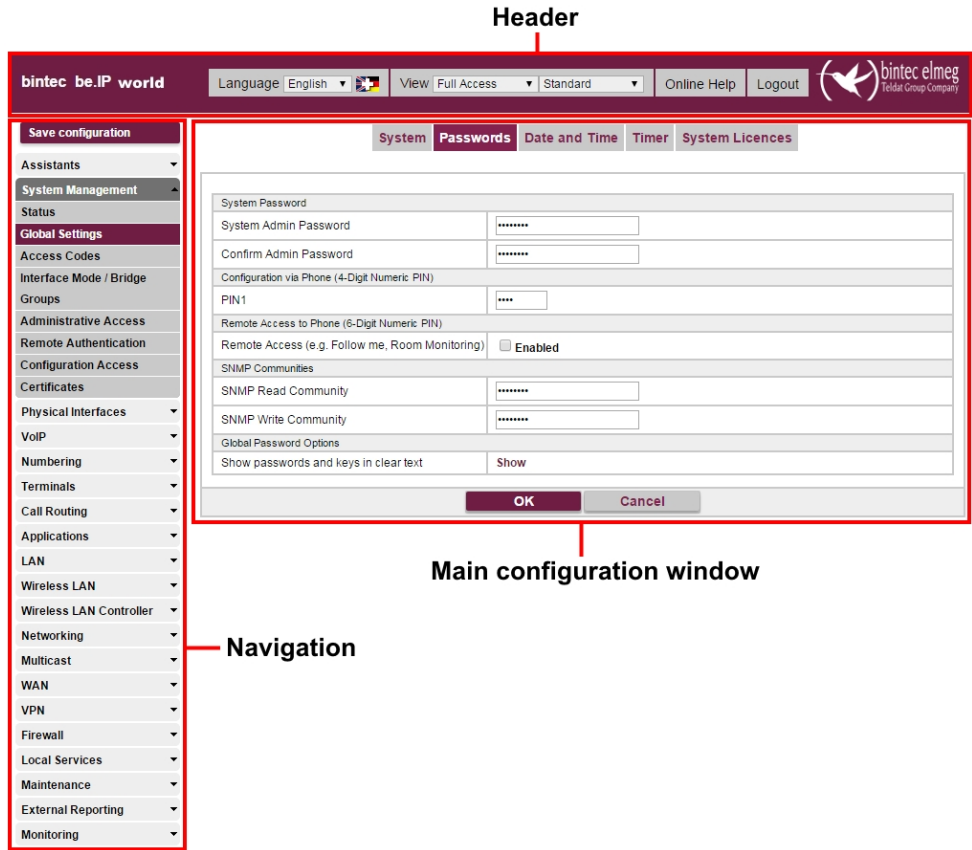 Header
bintec be.IP world
Language English
View Full Access Standard
Online Help
Logout
bintec elmeg
Teldat Group Company
Save configuration
Assistants
System Management
Status
Global Settings
Access Codes
Interface Mode / Bridge
Groups
Administrative Access
Remote Authentication
Configuration Access
Certificates
Physical Interfaces
VoIP
Numbering
Terminals
Call Routing
Applications
LAN
Wireless LAN
Wireless LAN Controller
Networking
Multicast
WAN
VPN
Firewall
Local Services
Maintenance
External Reporting
Monitoring
System Passwords Date and Time Timer System Licences
System Password
System Admin Password ••••••••
Confirm Admin Password ••••••••
Configuration via Phone (4-Digit Numeric PIN)
PIN1 ••••
Remote Access to Phone (6-Digit Numeric PIN)
Remote Access (e.g. Follow me, Room Monitoring) Enabled
SNMP Communities
SNMP Read Community ••••••••
SNMP Write Community ••••••••
Global Password Options
Show passwords and keys in clear text Show
OK Cancel
Main configuration window
Navigation